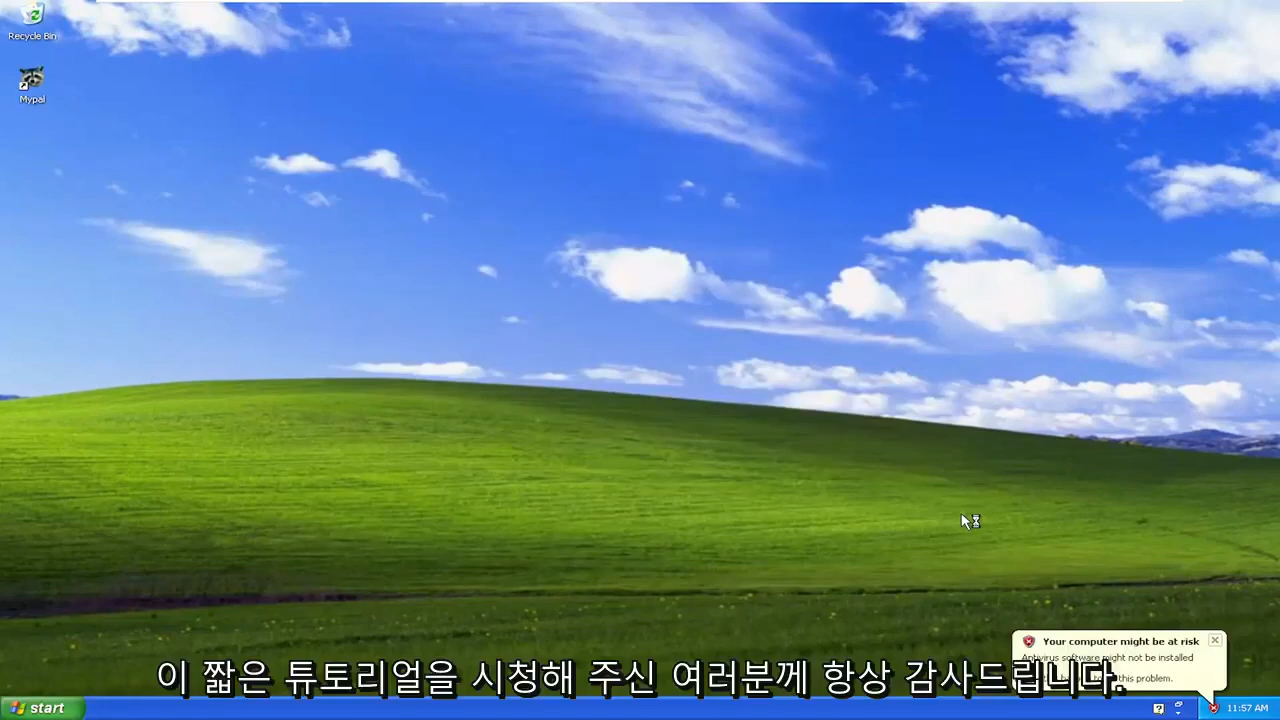 Recycle Bin
Mypal
Your computer might be at risk
Antivirus software might not be installed
this problem.
이 짧은 튜토리얼을 시청해 주신 여러분께 항상 감사드립니다.
start
11:57 AM